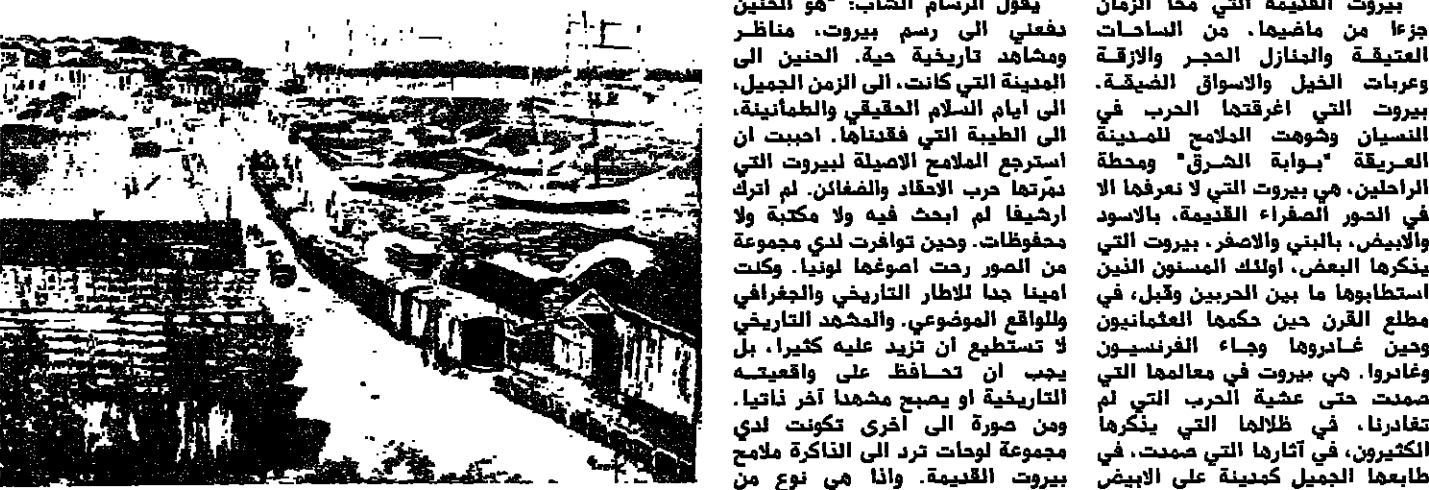 بيروت القديمة التي محا الزمان
جزءا من ماضيها. من الساحات
العتيقة والمنازل الحجر والازقة
وعربات الخيل والاسواق الضيقة.
بيروت التي اغرقتها الحرب في
النسيان وشوهت الملامح للمدينة
العريقة "بوابة الشرق" ومحطة
الراحلين، هي بيروت التي لا نعرفها الا
في الصور الصفراء القديمة، بالاسود
والابيض، بالبني والاصفر، بيروت التي
يذكرها البعض، اولئك المسنون الذين
استطابوها ما بين الحربين وقبل، في
مطلع القرن حين حكمها العثمانيون
وحين غادروها وجاء الفرنسيون
وغادروا. هي بيروت في معالمها التي
صمدت حتى عشية الحرب التي لم
تغادرنا، في ظلالها التي يذكرها
الكثيرون، في آثارها التي صمدت، في
طابعها الجميل كمدينة على الابيض
يقول الرسام الشاب: "هو الحنين
دفعني الى رسم بيروت، مناظر
ومشاهد تاريخية حية. الحنين الى
المدينة التي كانت، الى الزمن الجميل،
الى ايام السلام الحقيقي والطمأنينة،
الى الطيبة التي فقدناها. احببت ان
استرجع الملامح الاصيلة لبيروت التي
دمّرتها حرب الاحقاد والضغائن. لم اترك
ارشيفا لم ابحث فيه ولا مكتبة ولا
محفوظات. وحين توافرت لدي مجموعة
من الصور رحت اصوغها لونيا. وكنت
امينا جدا للاطار التاريخي والجغرافي
وللواقع الموضوعي. والمشهد التاريخي
لا تستطيع ان تزيد عليه كثيرا، بل
يجب ان تحافظ على واقعيته
التاريخية او يصبح مشهدا آخر ذاتيا.
ومن صورة الى اخرى تكونت لدي
مجموعة لوحات ترد الى الذاكرة ملامح
بيروت القديمة. واذا هي نوع من